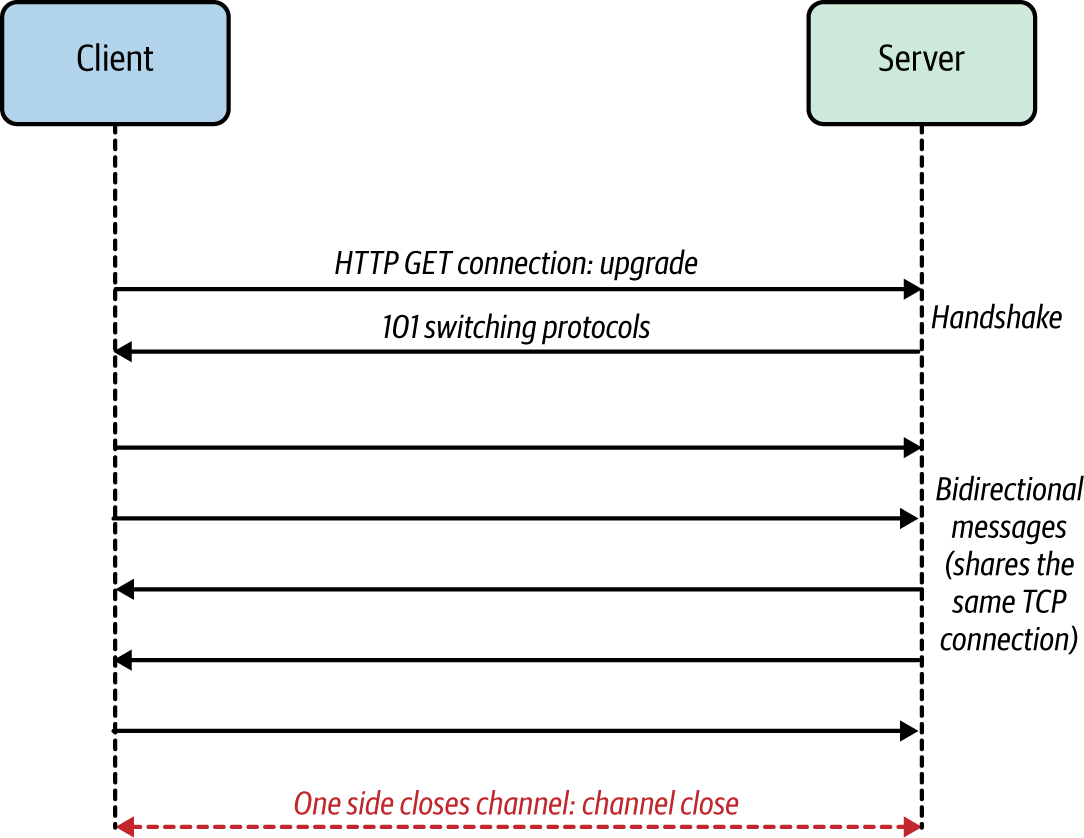 Client
Server
HTTP GET connection: upgrade
101 switching protocols
Handshake
Bidirectional
messages
(shares the
same TCP
connection)
One side closes channel: channel close